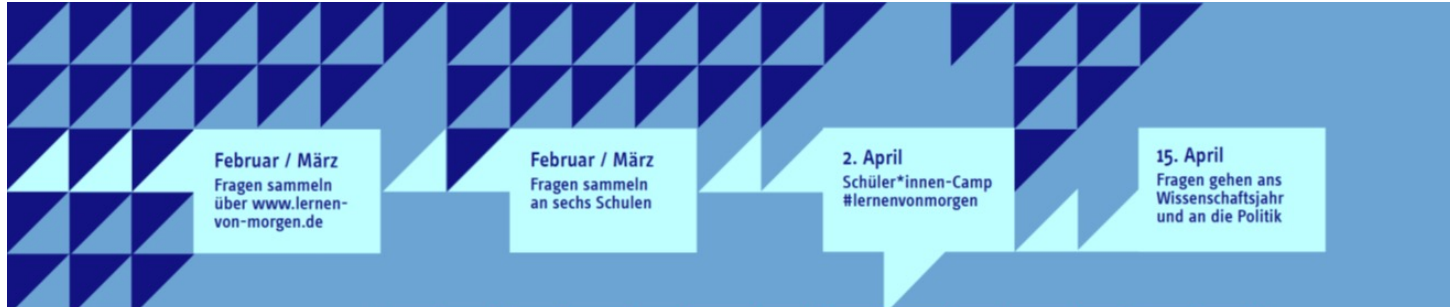 Februar / März
Fragen sammeln
über www.lernen-
von-morgen.de
Februar / März
Fragen sammeln
an sechs Schulen
2. April
Schüler*innen-Camp
#lernenvonmorgen
15. April
Fragen gehen ans
Wissenschaftsjahr
und an die Politik